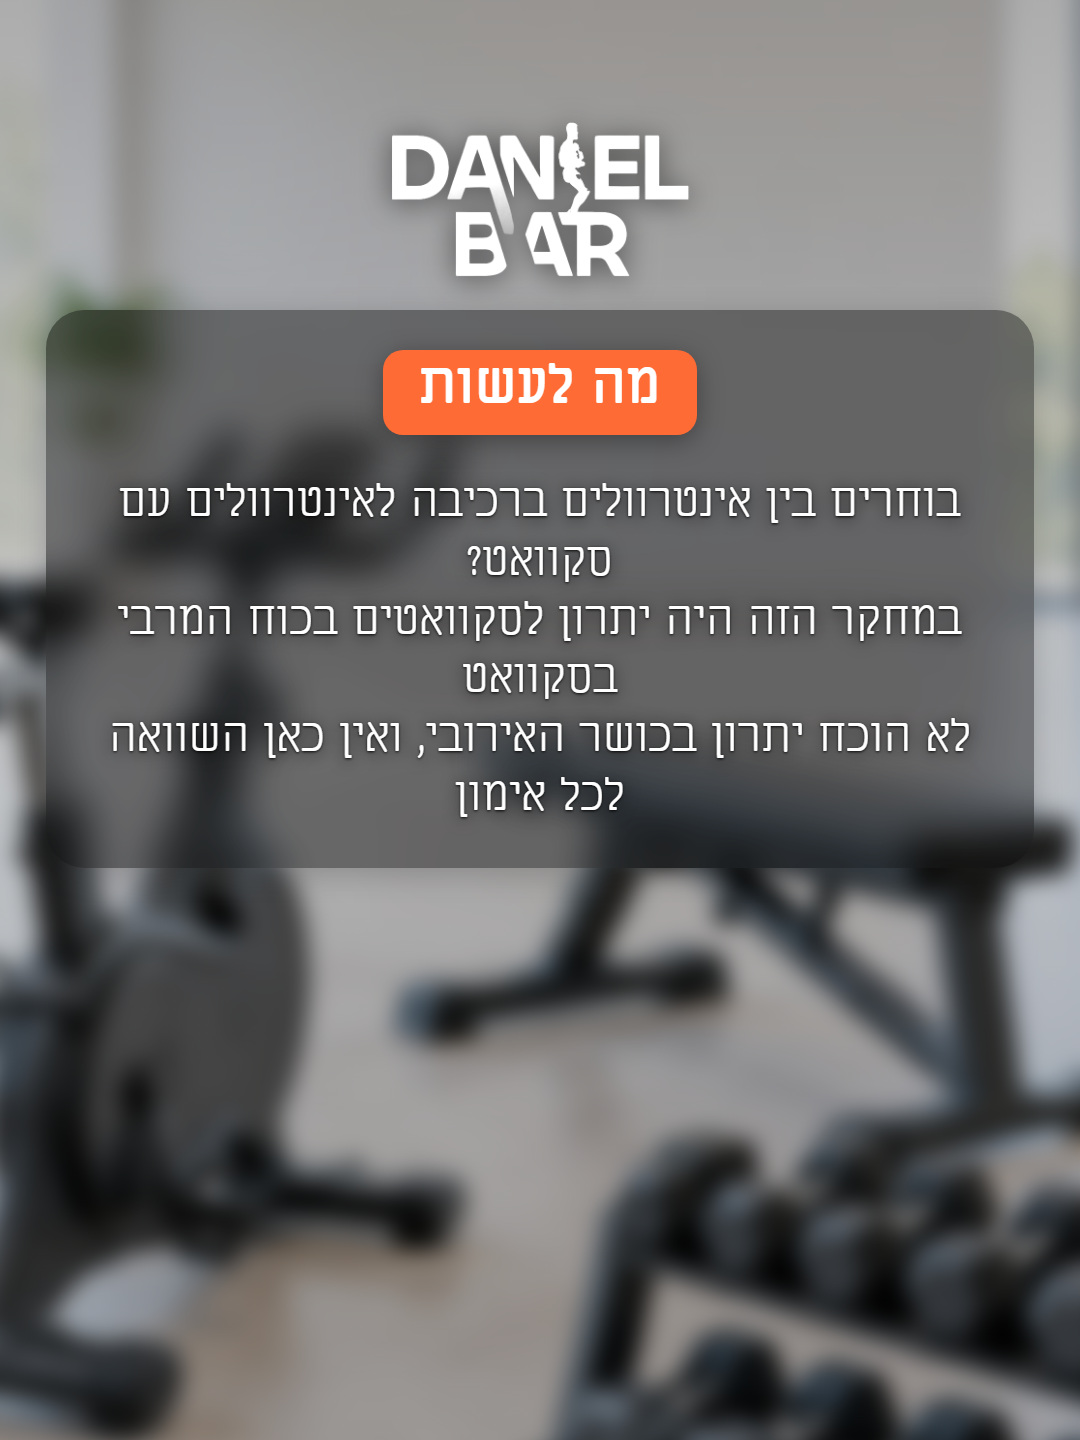 DANIEL
BAR
מה לעשות
בוחרים בין אינטרוולים ברכיבה לאינטרוולים עם
סקוואט?
במחקר הזה היה יתרון לסקוואטים בכוח המרבי
בסקוואט
לא הוכח יתרון בכושר האירובי, ואין כאן השוואה
לכל אימון